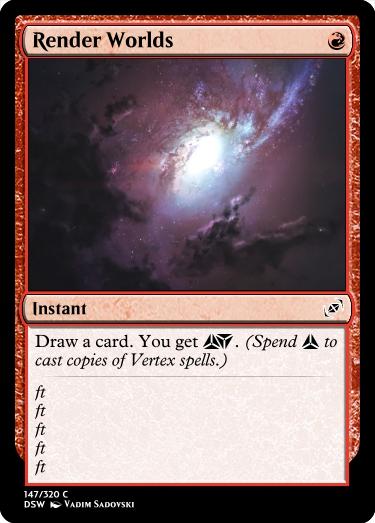 Render Worlds
Instant
Draw a card. You get . (Spend to
cast copies of Vertex spells.)
ft
ft
ft
ft
ft
147/320 C
DSW Vadim Sadovski